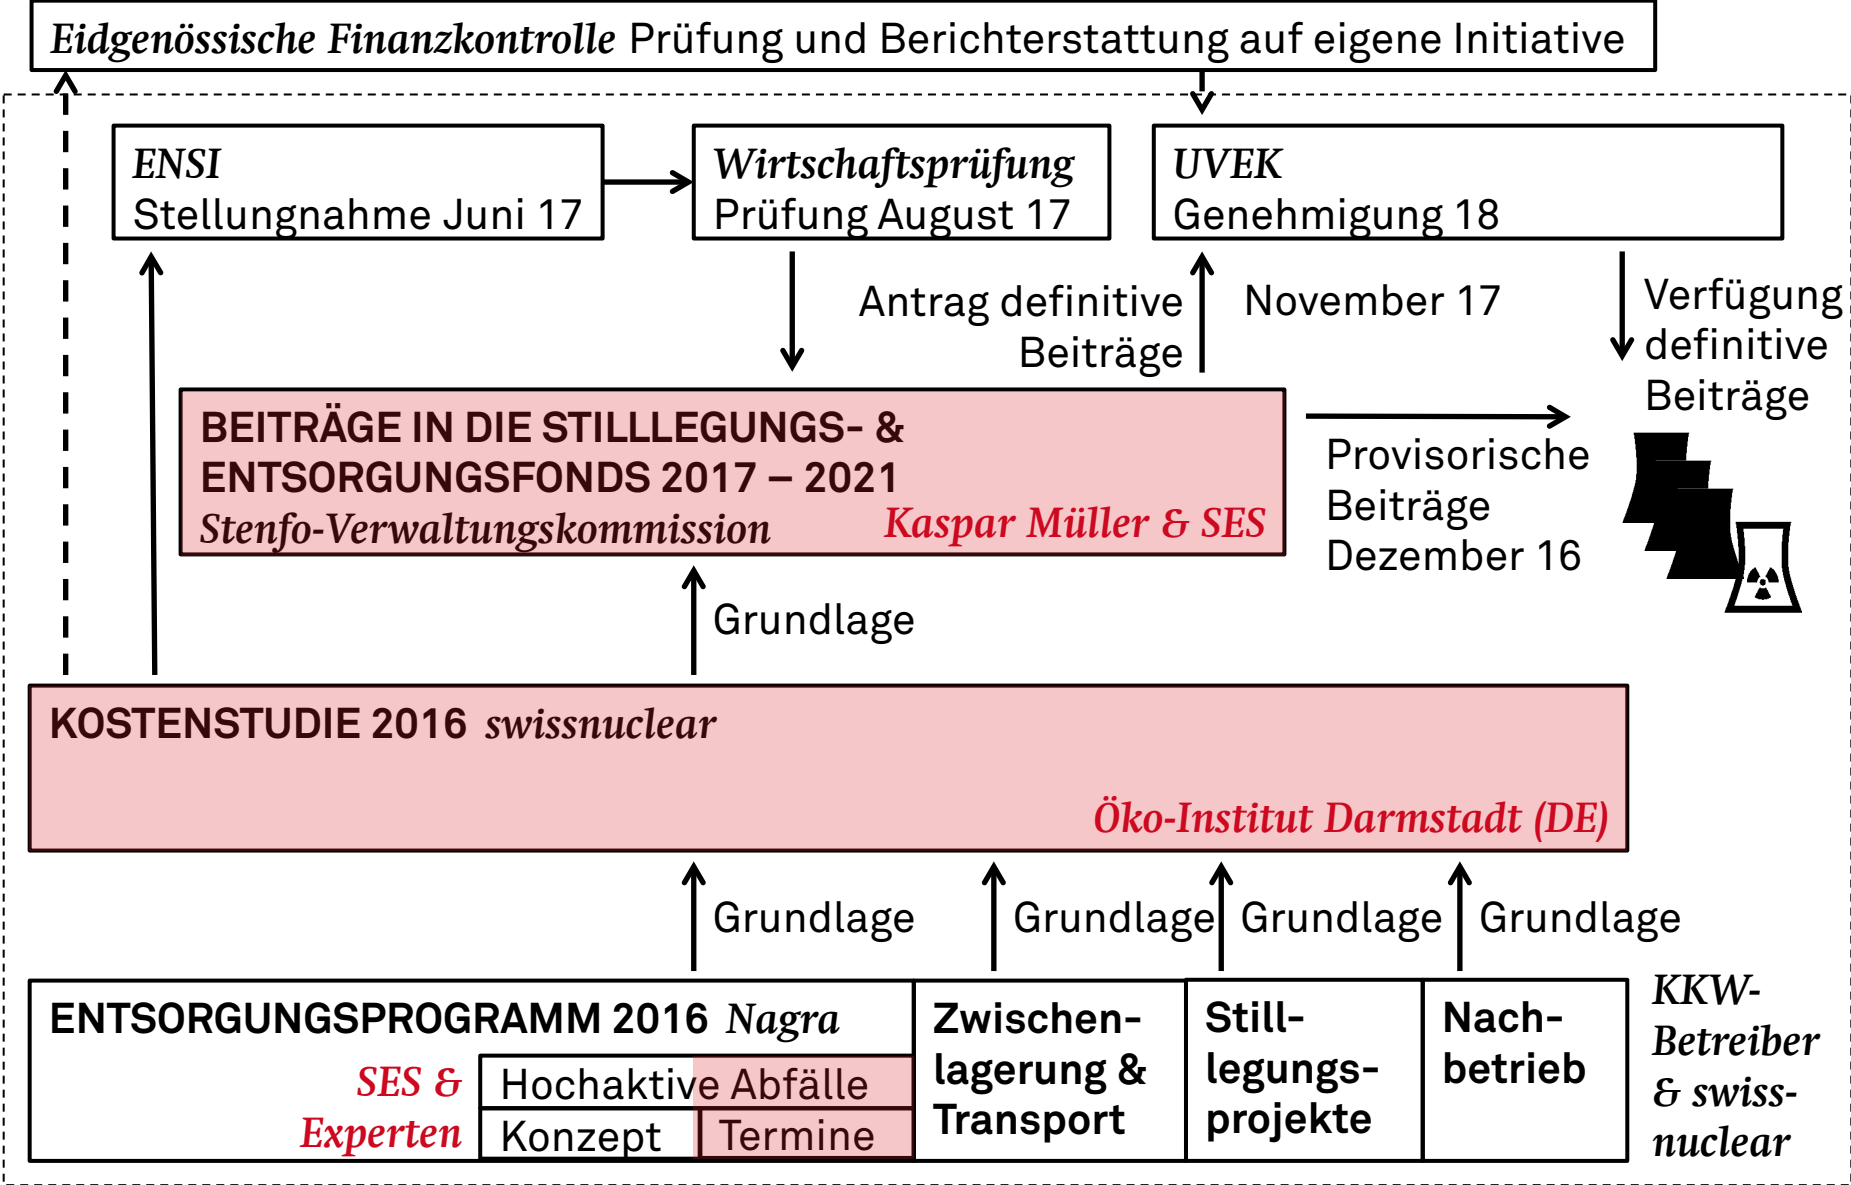 Eidgenössische Finanzkontrolle Prüfung und Berichterstattung auf eigene Initiative
ENSI
Stellungnahme Juni 17
Wirtschaftsprüfung
Prüfung August 17
UVEK
Genehmigung 18
Antrag definitive
Beiträge
November 17
Verfügung
definitive
Beiträge
BEITRÄGE IN DIE STILLLEGUNGS- &
ENTSORGUNGSFONDS 2017 – 2021
Stenfo-Verwaltungskommission
Kaspar Müller & SES
Provisorische
Beiträge
Dezember 16
Grundlage
KOSTENSTUDIE 2016 swissnuclear
Öko-Institut Darmstadt (DE)
Grundlage
Grundlage
Grundlage
Grundlage
ENTSORGUNGSPROGRAMM 2016 Nagra
SES &
Experten
Hochaktive Abfälle
Konzept
Termine
Zwischen-
lagerung &
Transport
Still-
legungs-
projekte
Nach-
betrieb
KKW-
Betreiber
& swiss-
nuclear